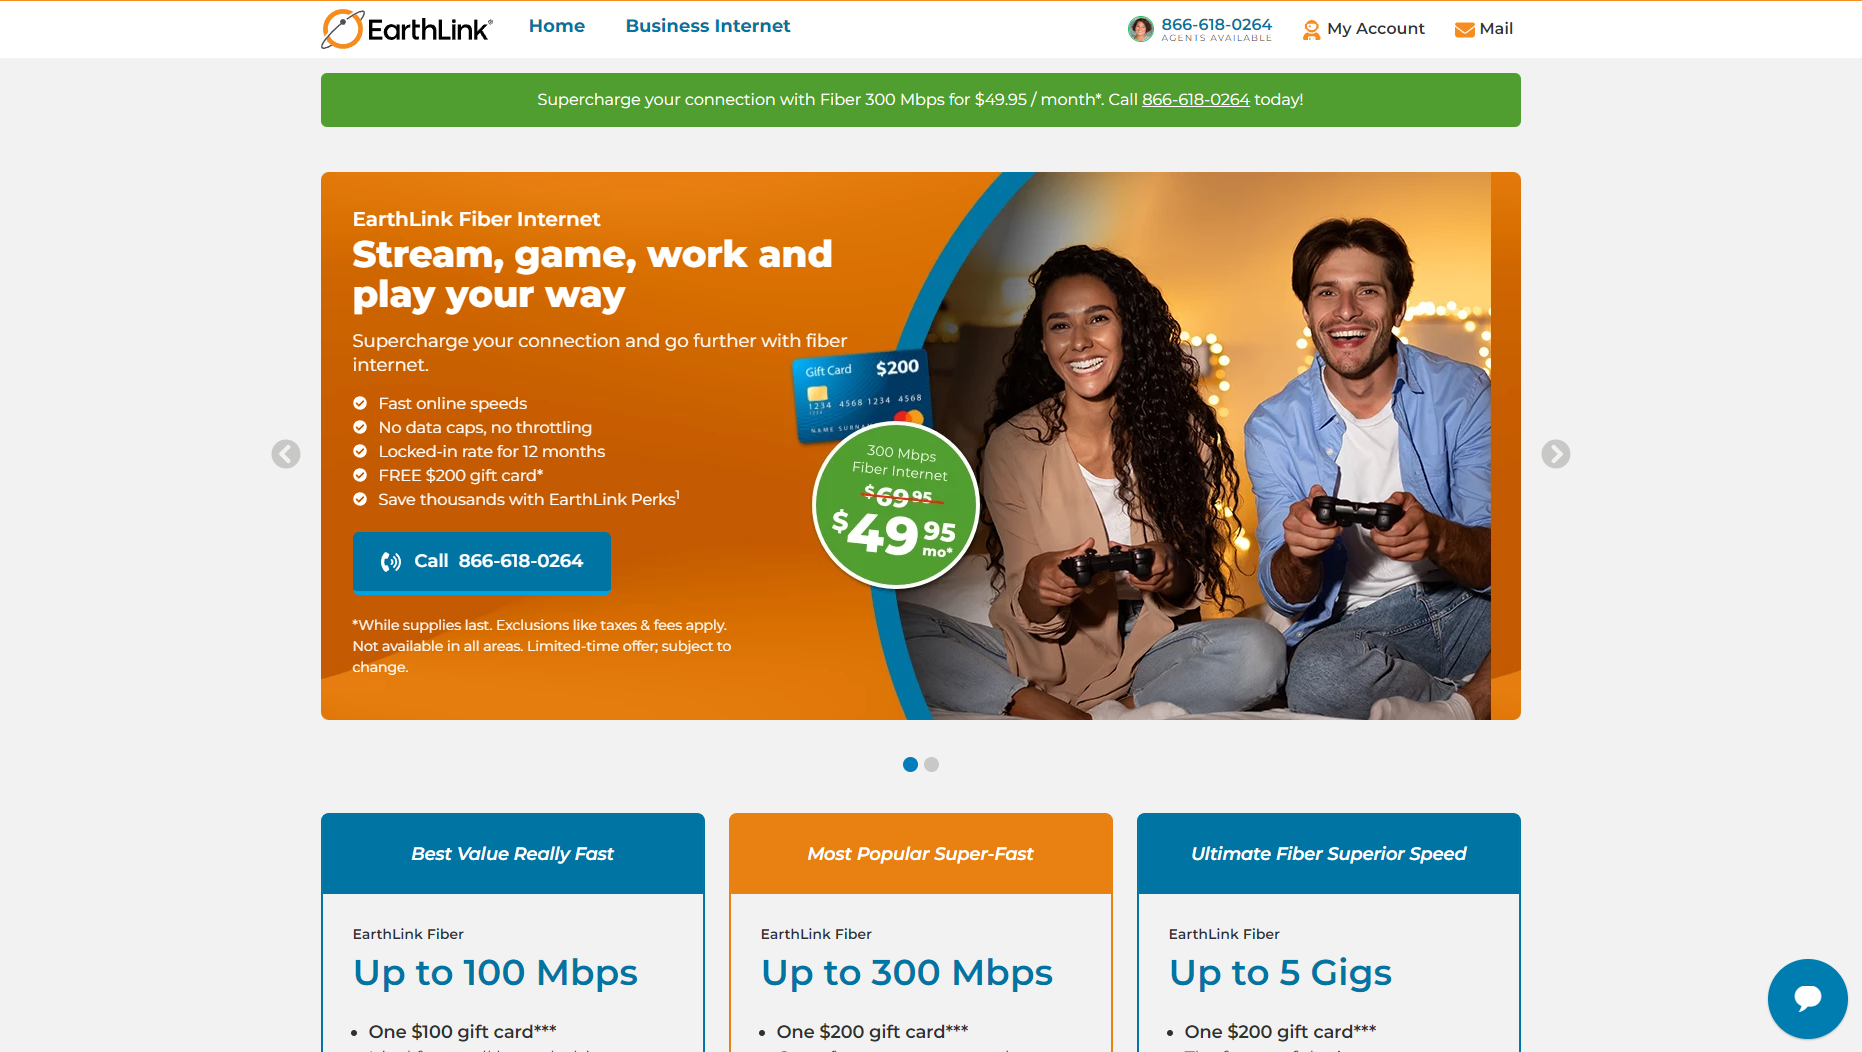 EarthLink®
Home
Business Internet
866-618-0264
AGENTS AVAILABLE
My Account
Mail
Supercharge your connection with Fiber 300 Mbps for $49.95 / month*. Call 866-618-0264 today!
EarthLink Fiber Internet
Stream, game, work and
play your way
Supercharge your connection and go further with fiber
internet.
Fast online speeds
No data caps, no throttling
Locked-in rate for 12 months
FREE $200 gift card*
Save thousands with EarthLink Perks1
Call 866-618-0264
*While supplies last. Exclusions like taxes & fees apply.
Not available in all areas. Limited-time offer; subject to
change.
Gift Card $200
1234 4568 1234 4568
1234
300 Mbps
Fiber Internet
$69.95
$49 95
mo*
Best Value Really Fast
EarthLink Fiber
Up to 100 Mbps
One $100 gift card***
Most Popular Super-Fast
EarthLink Fiber
Up to 300 Mbps
One $200 gift card***
Ultimate Fiber Superior Speed
EarthLink Fiber
Up to 5 Gigs
One $200 gift card***